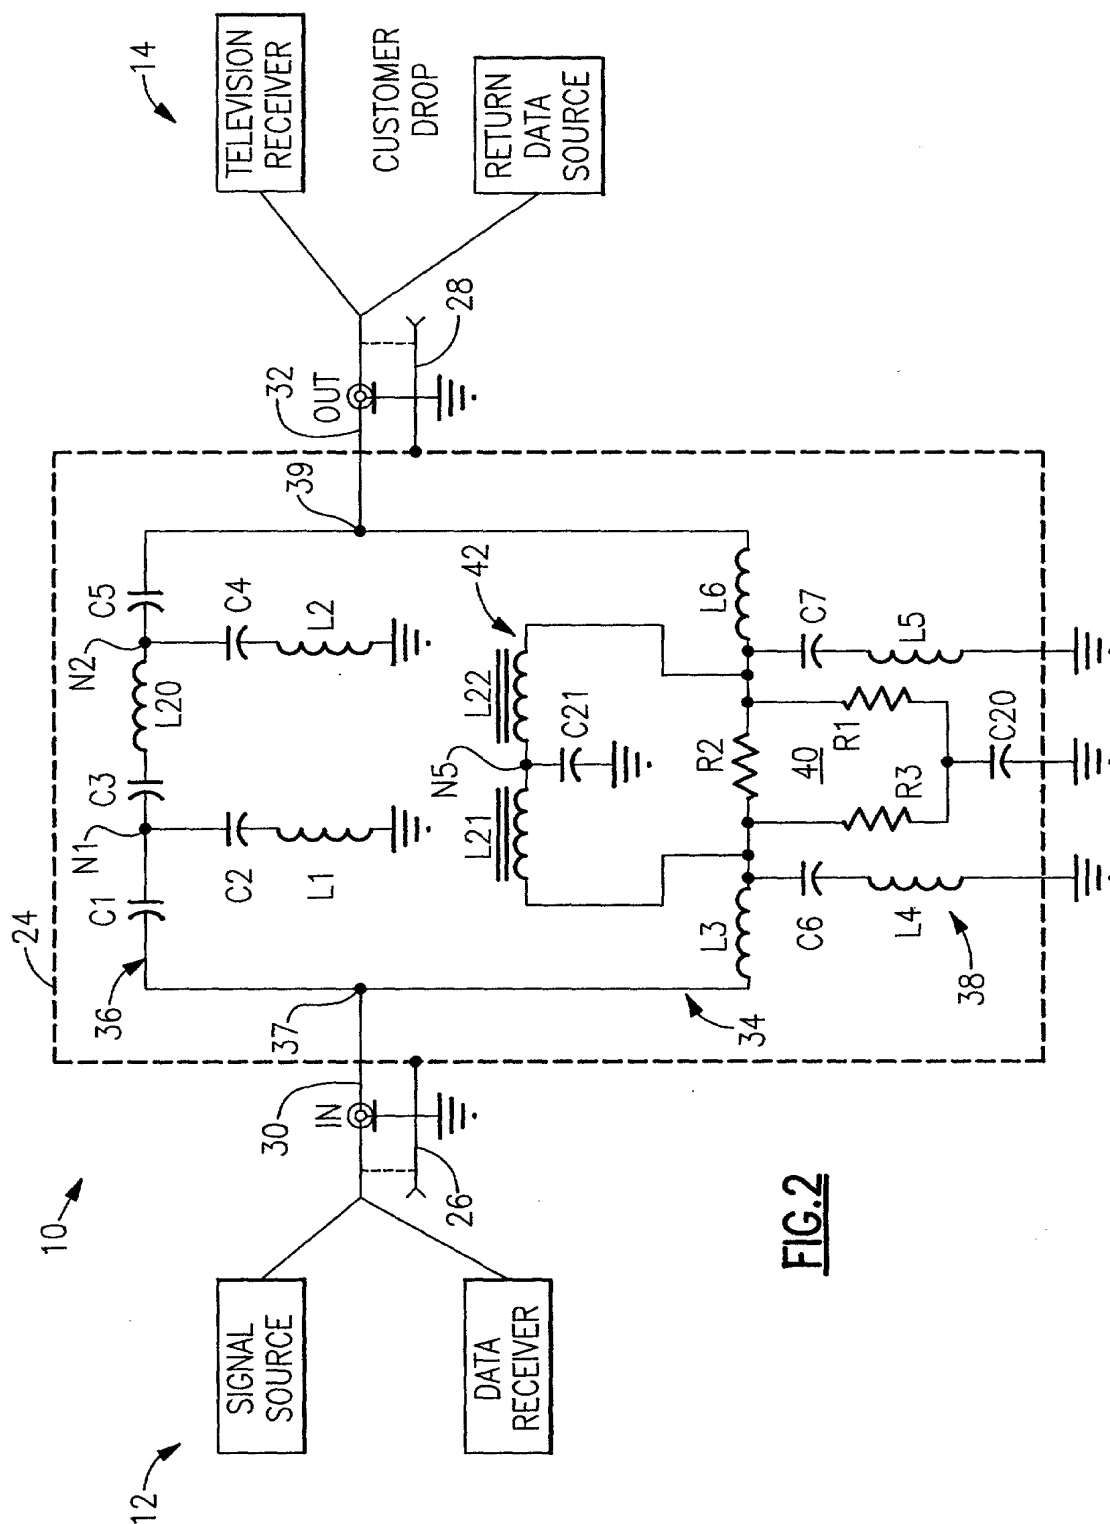 10
12
14
SIGNAL
SOURCE
DATA
RECEIVER
TELEVISION
RECEIVER
CUSTOMER
DROP
RETURN
DATA
SOURCE
24
36
C1
N1
C3
L20
N2
C5
C2
L1
C4
L2
37
39
30
IN
26
32
OUT
28
42
L21
N5
L22
C21
34
L3
R2
L6
C6
L4
38
R3
40
R1
C20
C7
L5
FIG.2